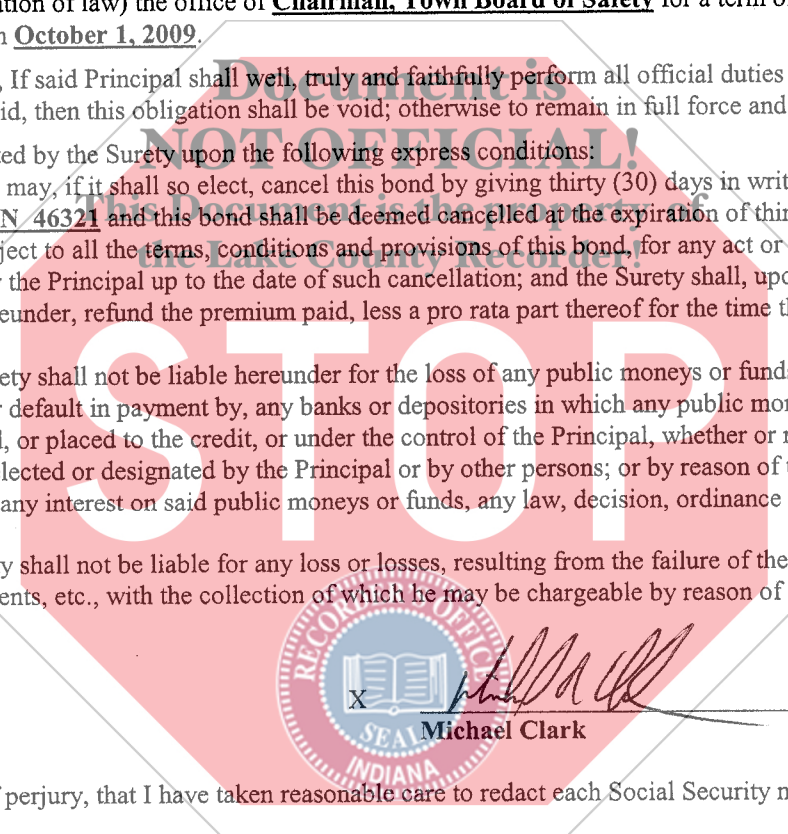 tion of law) the office of Chairman, Town Board of Safety for a term of
n October 1, 2009.
, If said Principal shall well, truly and faithfully perform all official duties
id, then this obligation shall be void; otherwise to remain in full force and
ted by the Surety upon the following express conditions:
may, if it shall so elect, cancel this bond by giving thirty (30) days in writ
N 46321 and this bond shall be deemed cancelled at the expiration of thir
ject to all the terms, conditions and provisions of this bond, for any act or
r the Principal up to the date of such cancellation; and the Surety shall, upo
eunder, refund the premium paid, less a pro rata part thereof for the time th
ety shall not be liable hereunder for the loss of any public moneys or funds
r default in payment by, any banks or depositories in which any public mon
l, or placed to the credit, or under the control of the Principal, whether or n
elected or designated by the Principal or by other persons; or by reason of
any interest on said public moneys or funds, any law, decision, ordinance
y shall not be liable for any loss or losses, resulting from the failure of the
ents, etc., with the collection of which he may be chargeable by reason of
X
Michael Clark
f perjury, that I have taken reasonable care to redact each Social Security n
Document is
NOT OFFICIAL!
This Document is the property of
the Lake County Recorder!
STOP
RECORDER'S OFFICE
SEAL
INDIANA